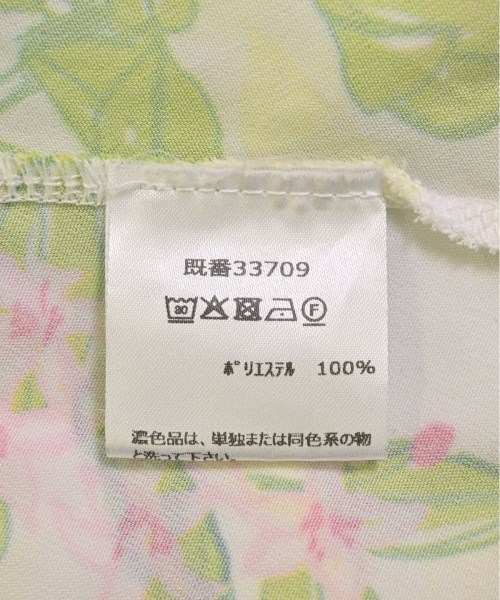 既番33709
30 F
ポリエステル 100%
濃色品は、単独または同色系の物
と洗って下さい。